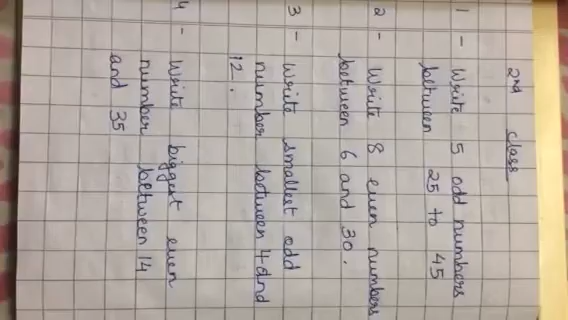 2nd class
1 - Write 5 odd numbers
between 25 to 45
2 - Write 8 even numbers
between 6 and 30.
3 - Write smallest odd
number between 4 and
12.
4 - Write biggest even
number between 14
and 35